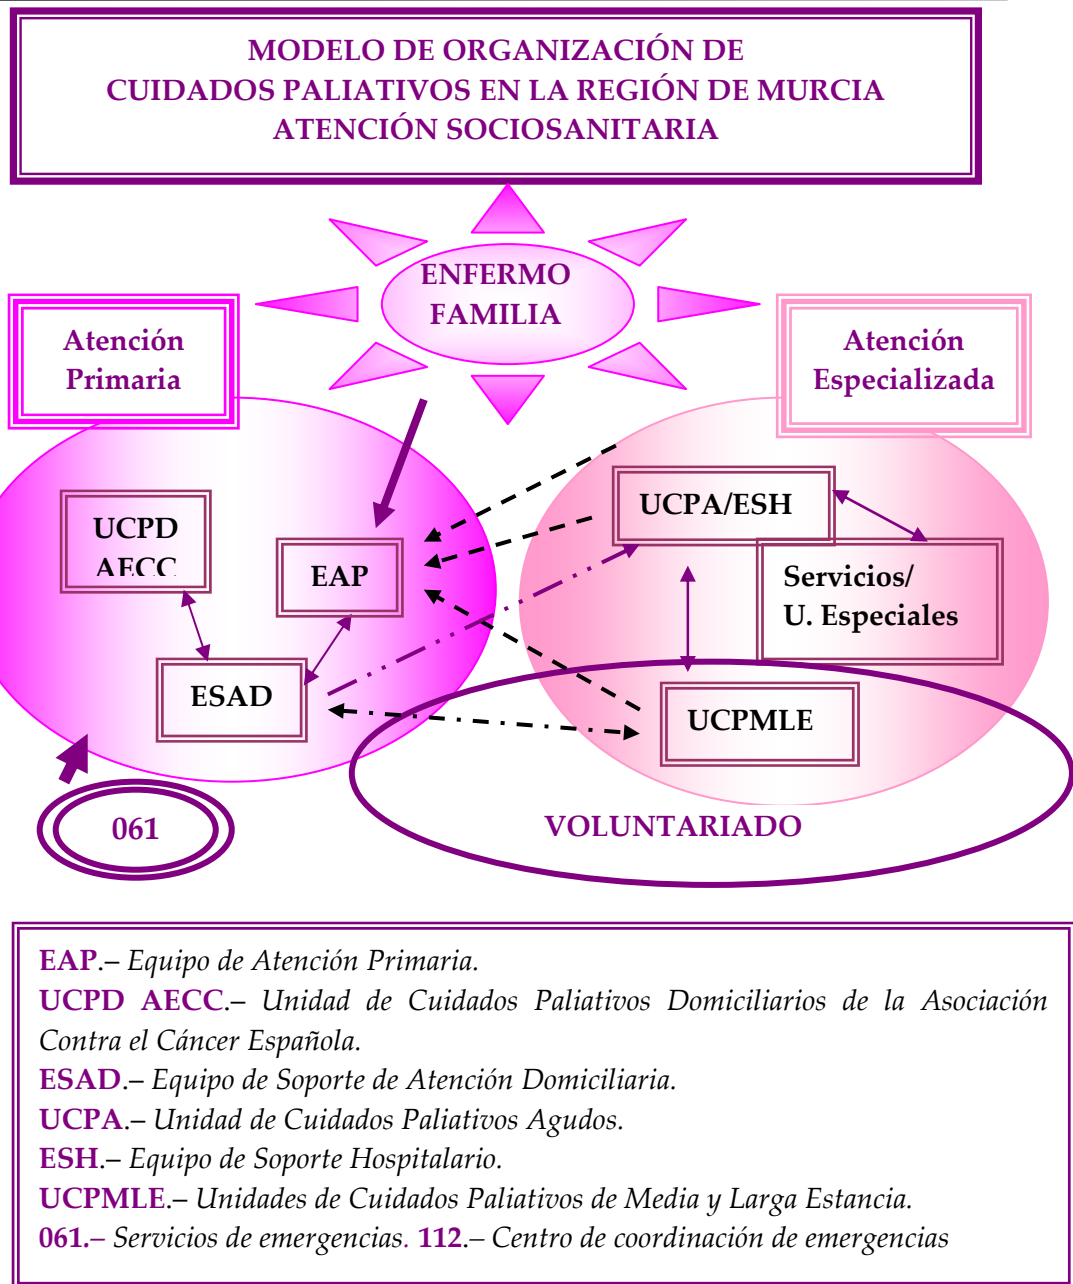 MODELO DE ORGANIZACIÓN DE
CUIDADOS PALIATIVOS EN LA REGIÓN DE MURCIA
ATENCIÓN SOCIOSANITARIA
ENFERMO
FAMILIA
Atención
Primaria
Atención
Especializada
UCPD
AECC
EAP
ESAD
UCPA/ESH
Servicios/
U. Especiales
UCPMLE
061
VOLUNTARIADO
EAP.– Equipo de Atención Primaria.
UCPD AECC.– Unidad de Cuidados Paliativos Domiciliarios de la Asociación
Contra el Cáncer Española.
ESAD.– Equipo de Soporte de Atención Domiciliaria.
UCPA.– Unidad de Cuidados Paliativos Agudos.
ESH.– Equipo de Soporte Hospitalario.
UCPMLE.– Unidades de Cuidados Paliativos de Media y Larga Estancia.
061.– Servicios de emergencias. 112.– Centro de coordinación de emergencias